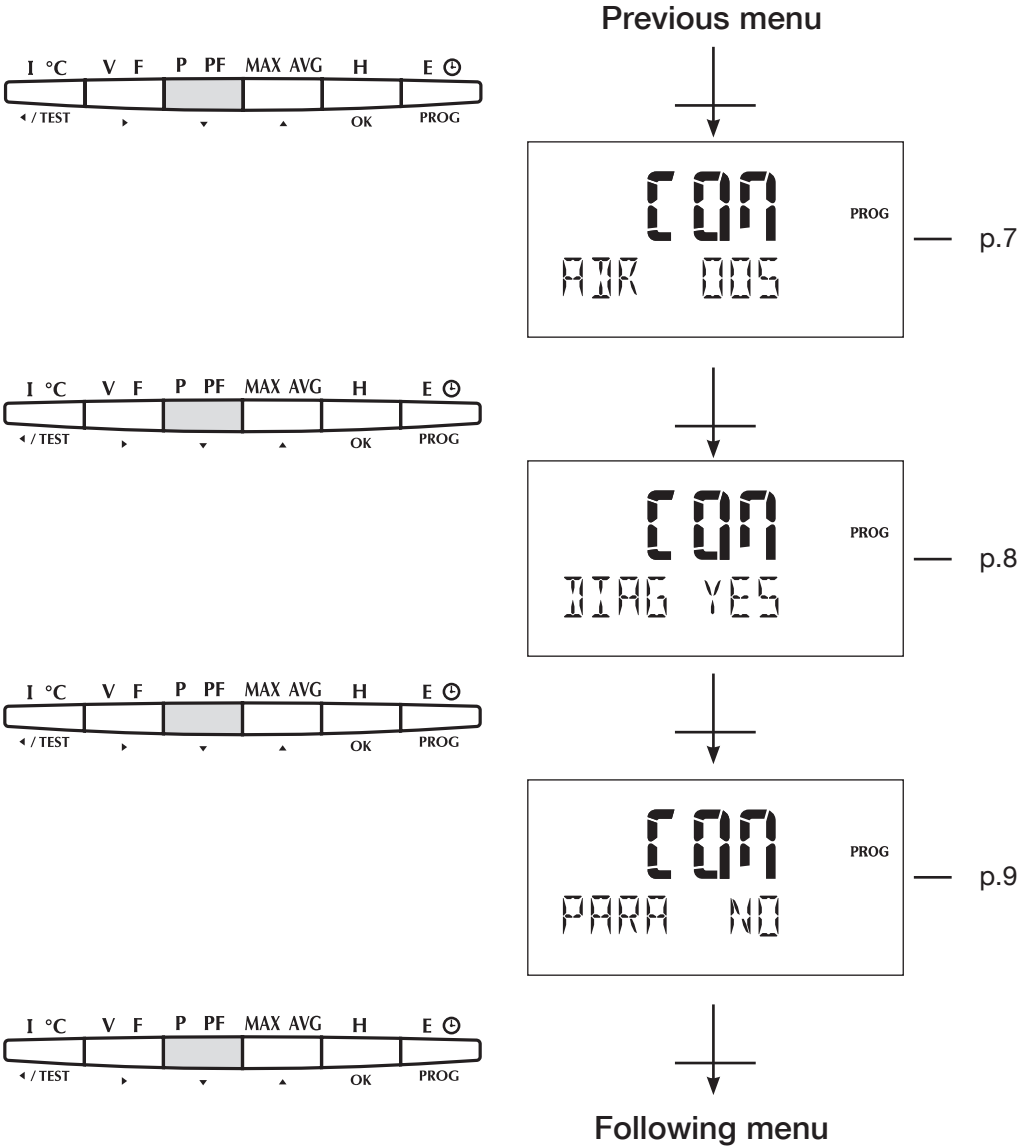 Previous menu
I °C V F P PF MAX AVG H E
◂ / TEST ▸ ▾ ▴ OK PROG
COM
PROG
p.7
ADR 005
I °C V F P PF MAX AVG H E
◂ / TEST ▸ ▾ ▴ OK PROG
COM
PROG
p.8
DIAG YES
I °C V F P PF MAX AVG H E
◂ / TEST ▸ ▾ ▴ OK PROG
COM
PROG
p.9
PARA NO
I °C V F P PF MAX AVG H E
◂ / TEST ▸ ▾ ▴ OK PROG
Following menu